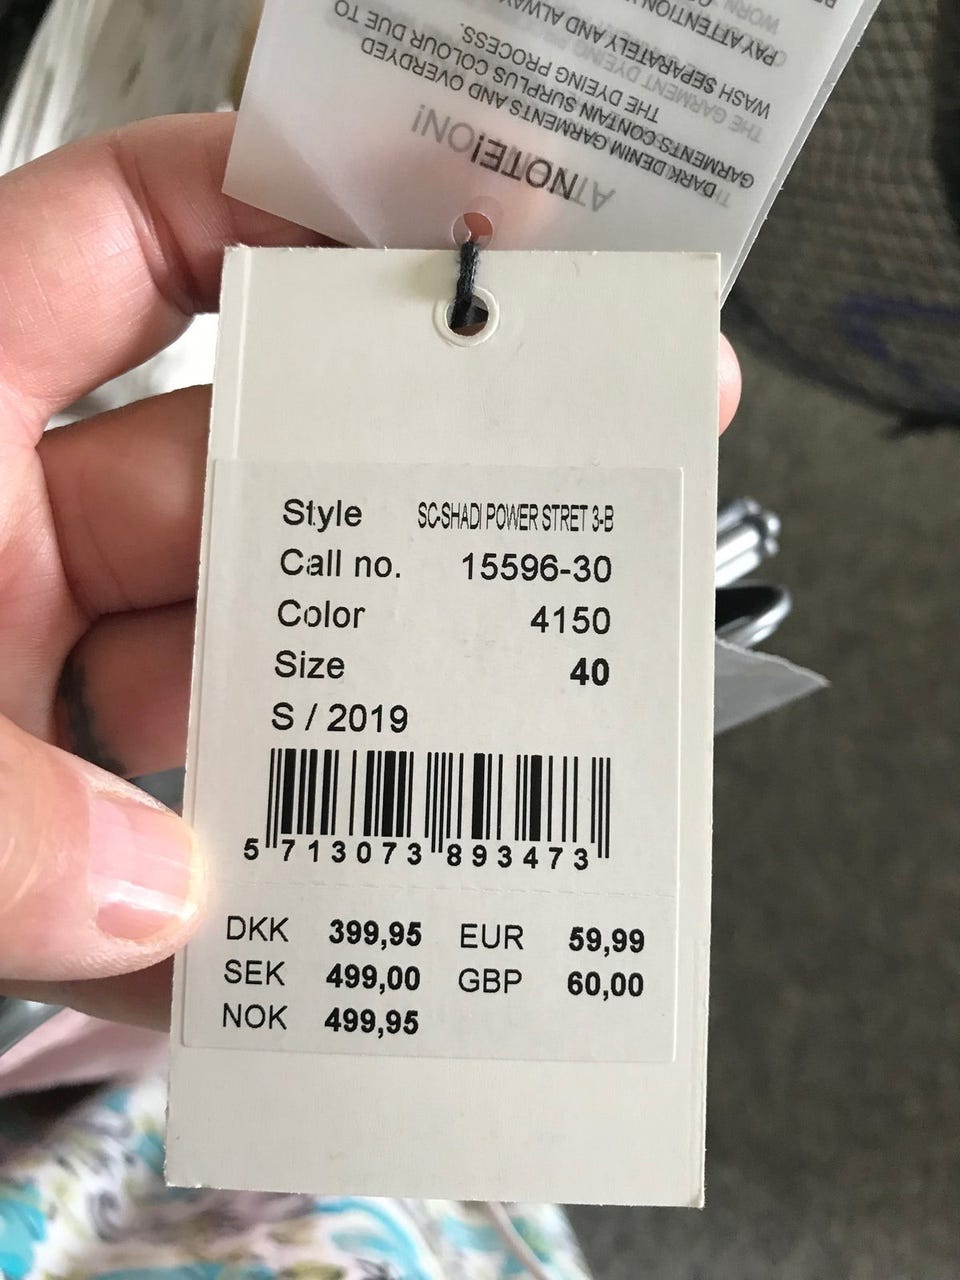 NOTE!
DARK DENIM GARMENTS AND OVERDYED
GARMENTS CONTAIN SURPLUS COLOUR DUE TO
THE DYEING PROCESS.
WASH SEPARATELY AND ALWAYS
PAY ATTENTION
Style SC-SHADI POWER STRET 3-B
Call no. 15596-30
Color 4150
Size 40
S / 2019
5 713073 893473
DKK 399,95 EUR 59,99
SEK 499,00 GBP 60,00
NOK 499,95